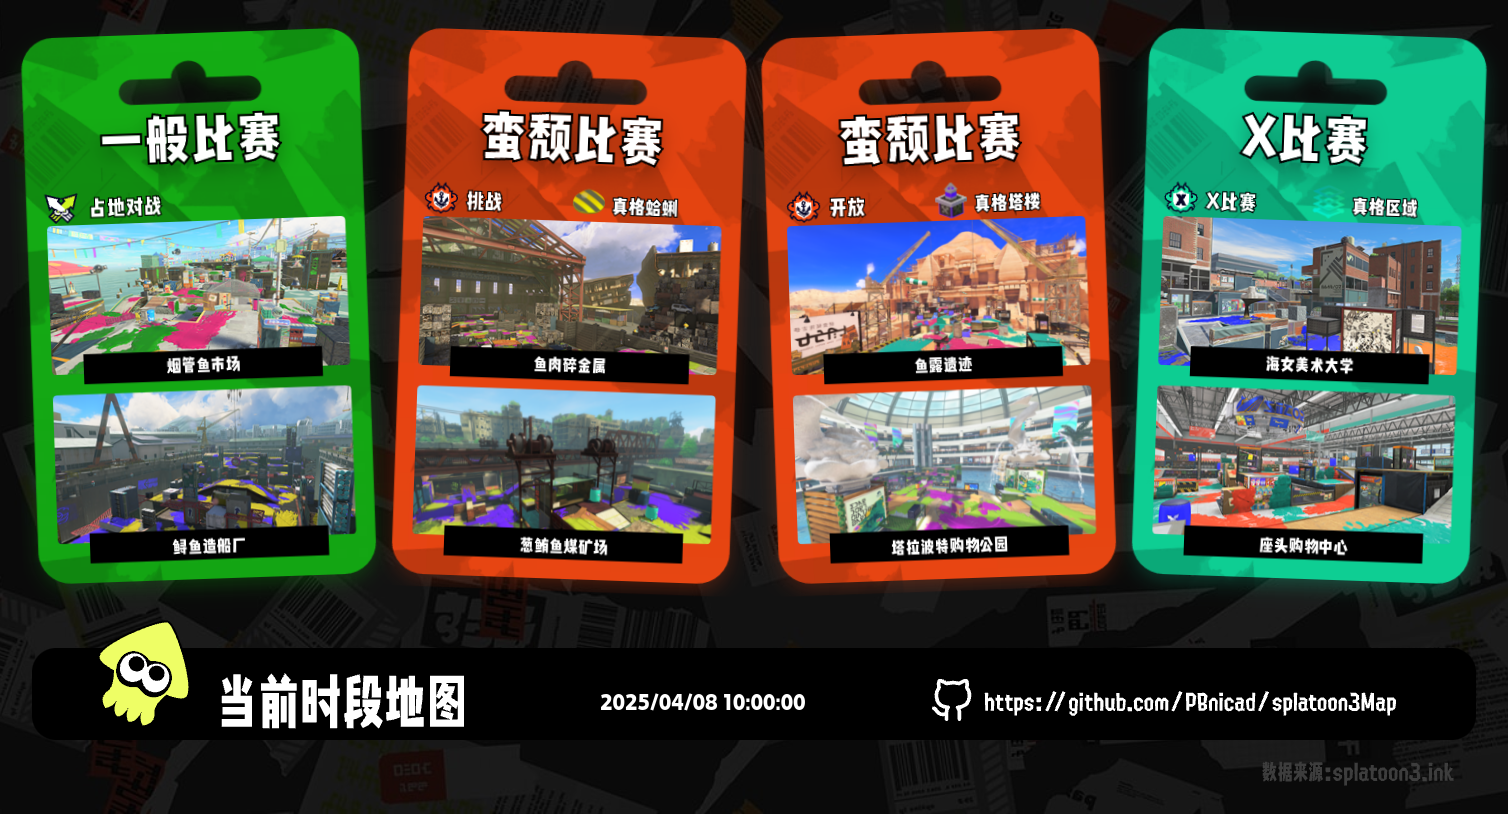 一般比赛
占地对战
烟管鱼市场
鲟鱼造船厂
蛮颓比赛
挑战
真格蛤蜊
鱼肉碎金属
葱鲔鱼煤矿场
蛮颓比赛
开放
真格塔楼
鱼露遗迹
塔拉波特购物公园
X比赛
X比赛
真格区域
海女美术大学
座头购物中心
当前时段地图
2025/04/08 10:00:00
https://github.com/PBnicad/splatoon3Map
数据来源:splatoon3.ink